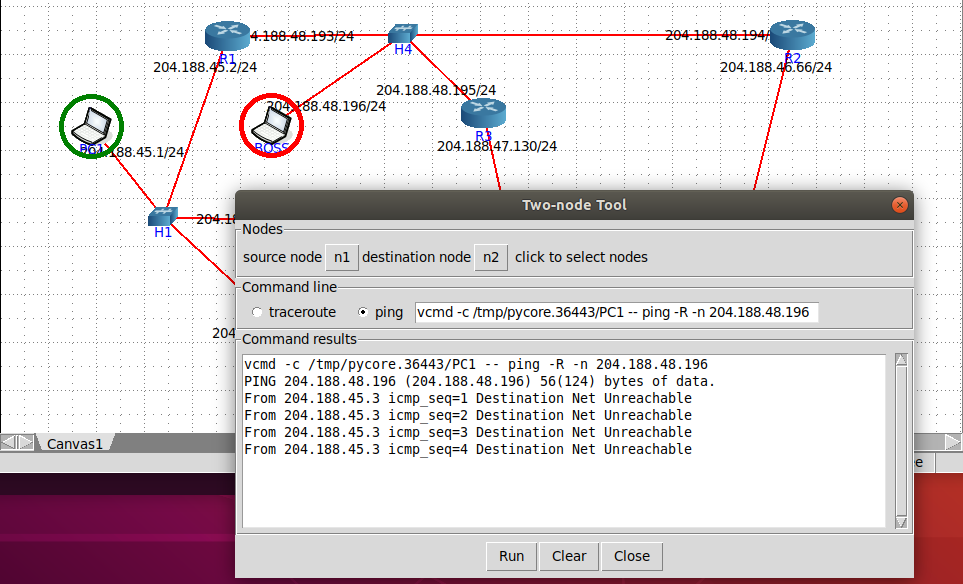 4.188.48.193/24
H4
204.188.48.194/
R1
R2
204.188.45.2/24
204.188.46.66/24
204.188.48.195/24
204.188.48.196/24
R3
BOSS
204.188.47.130/24
PC1
204.188.45.1/24
H1
204.18
Two-node Tool
Nodes
source node n1 destination node n2 click to select nodes
Command line
traceroute ping vcmd -c /tmp/pycore.36443/PC1 -- ping -R -n 204.188.48.196
204
Command results
vcmd -c /tmp/pycore.36443/PC1 -- ping -R -n 204.188.48.196
PING 204.188.48.196 (204.188.48.196) 56(124) bytes of data.
From 204.188.45.3 icmp_seq=1 Destination Net Unreachable
From 204.188.45.3 icmp_seq=2 Destination Net Unreachable
From 204.188.45.3 icmp_seq=3 Destination Net Unreachable
From 204.188.45.3 icmp_seq=4 Destination Net Unreachable
Canvas1
e
Run Clear Close